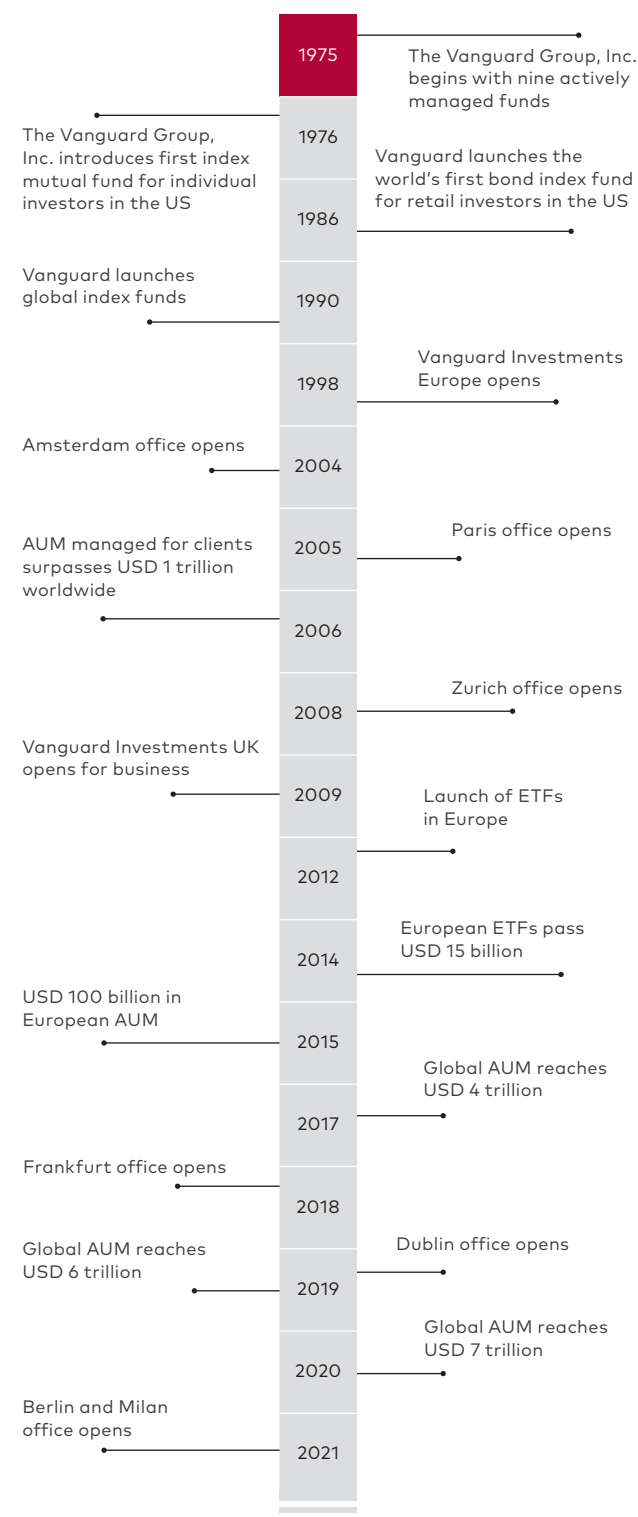 1975
The Vanguard Group, Inc.
begins with nine actively
managed funds
1976
The Vanguard Group,
Inc. introduces first index
mutual fund for individual
investors in the US
1986
Vanguard launches the
world's first bond index fund
for retail investors in the US
1990
Vanguard launches
global index funds
1998
Vanguard Investments
Europe opens
2004
Amsterdam office opens
2005
Paris office opens
2006
AUM managed for clients
surpasses USD 1 trillion
worldwide
2008
Zurich office opens
2009
Vanguard Investments UK
opens for business
2012
Launch of ETFs
in Europe
2014
European ETFs pass
USD 15 billion
2015
USD 100 billion in
European AUM
2017
Global AUM reaches
USD 4 trillion
2018
Frankfurt office opens
2019
Dublin office opens
Global AUM reaches
USD 6 trillion
2020
Global AUM reaches
USD 7 trillion
2021
Berlin and Milan
office opens